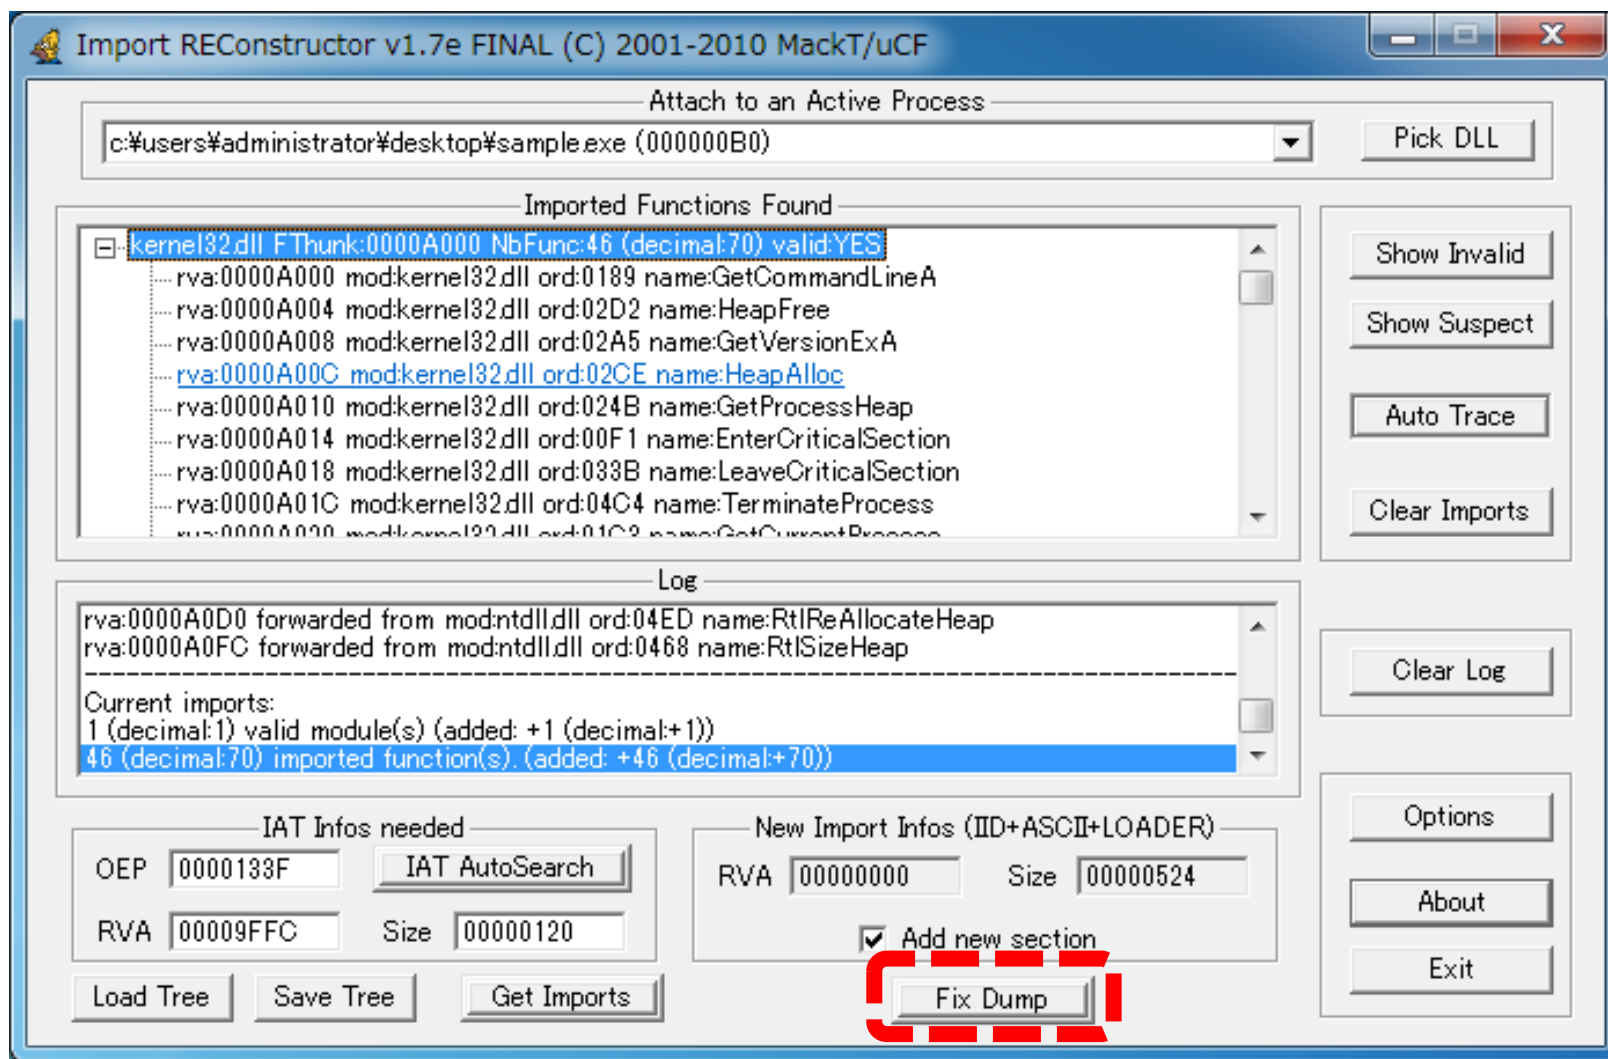 Import REConstructor v1.7e FINAL (C) 2001-2010 MackT/uCF
Attach to an Active Process
c:¥users¥administrator¥desktop¥sample.exe (000000B0)
Pick DLL
Imported Functions Found
kernel32.dll FThunk:0000A000 NbFunc:46 (decimal:70) valid:YES
rva:0000A000 mod:kernel32.dll ord:0189 name:GetCommandLineA
rva:0000A004 mod:kernel32.dll ord:02D2 name:HeapFree
rva:0000A008 mod:kernel32.dll ord:02A5 name:GetVersionExA
rva:0000A00C mod:kernel32.dll ord:02CE name:HeapAlloc
rva:0000A010 mod:kernel32.dll ord:024B name:GetProcessHeap
rva:0000A014 mod:kernel32.dll ord:00F1 name:EnterCriticalSection
rva:0000A018 mod:kernel32.dll ord:033B name:LeaveCriticalSection
rva:0000A01C mod:kernel32.dll ord:04C4 name:TerminateProcess
rva:0000A020 mod:kernel32.dll name:GetCurrentProcess
Show Invalid
Show Suspect
Auto Trace
Clear Imports
Log
rva:0000A0D0 forwarded from mod:ntdll.dll ord:04ED name:RtlReAllocateHeap
rva:0000A0FC forwarded from mod:ntdll.dll ord:0468 name:RtlSizeHeap
Current imports:
1 (decimal:1) valid module(s) (added: +1 (decimal:+1))
46 (decimal:70) imported function(s). (added: +46 (decimal:+70))
Clear Log
IAT Infos needed
OEP 0000133F IAT AutoSearch
RVA 00009FFC Size 00000120
New Import Infos (IID+ASCII+LOADER)
RVA 00000000 Size 00000524
Add new section
Options
About
Exit
Load Tree
Save Tree
Get Imports
Fix Dump